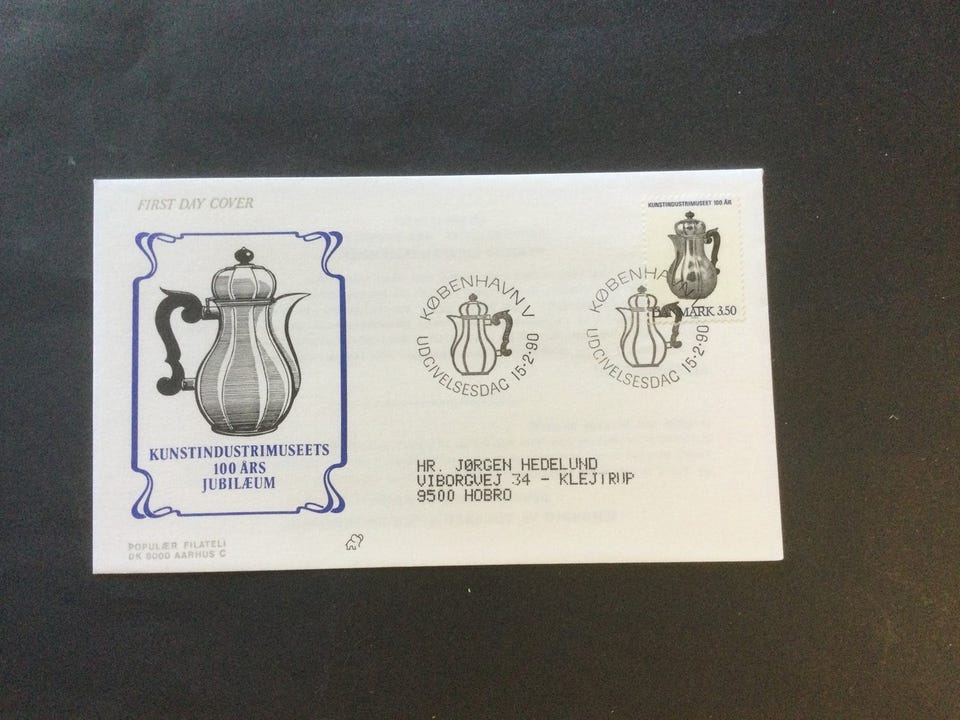 FIRST DAY COVER
KUNSTINDUSTRIMUSEET 100 ÅR
DANMARK 3.50
KØBENHAVN V
UDGIVELSESDAG 15·2·90
KØBENHAVN V
UDGIVELSESDAG 15·2·90
KUNSTINDUSTRIMUSEETS
100 ÅRS
JUBILÆUM
HR. JØRGEN HEDELUND
VIBORGVEJ 34 - KLEJTRUP
9500 HOBRO
POPULÆR FILATELI
DK 8000 AARHUS C